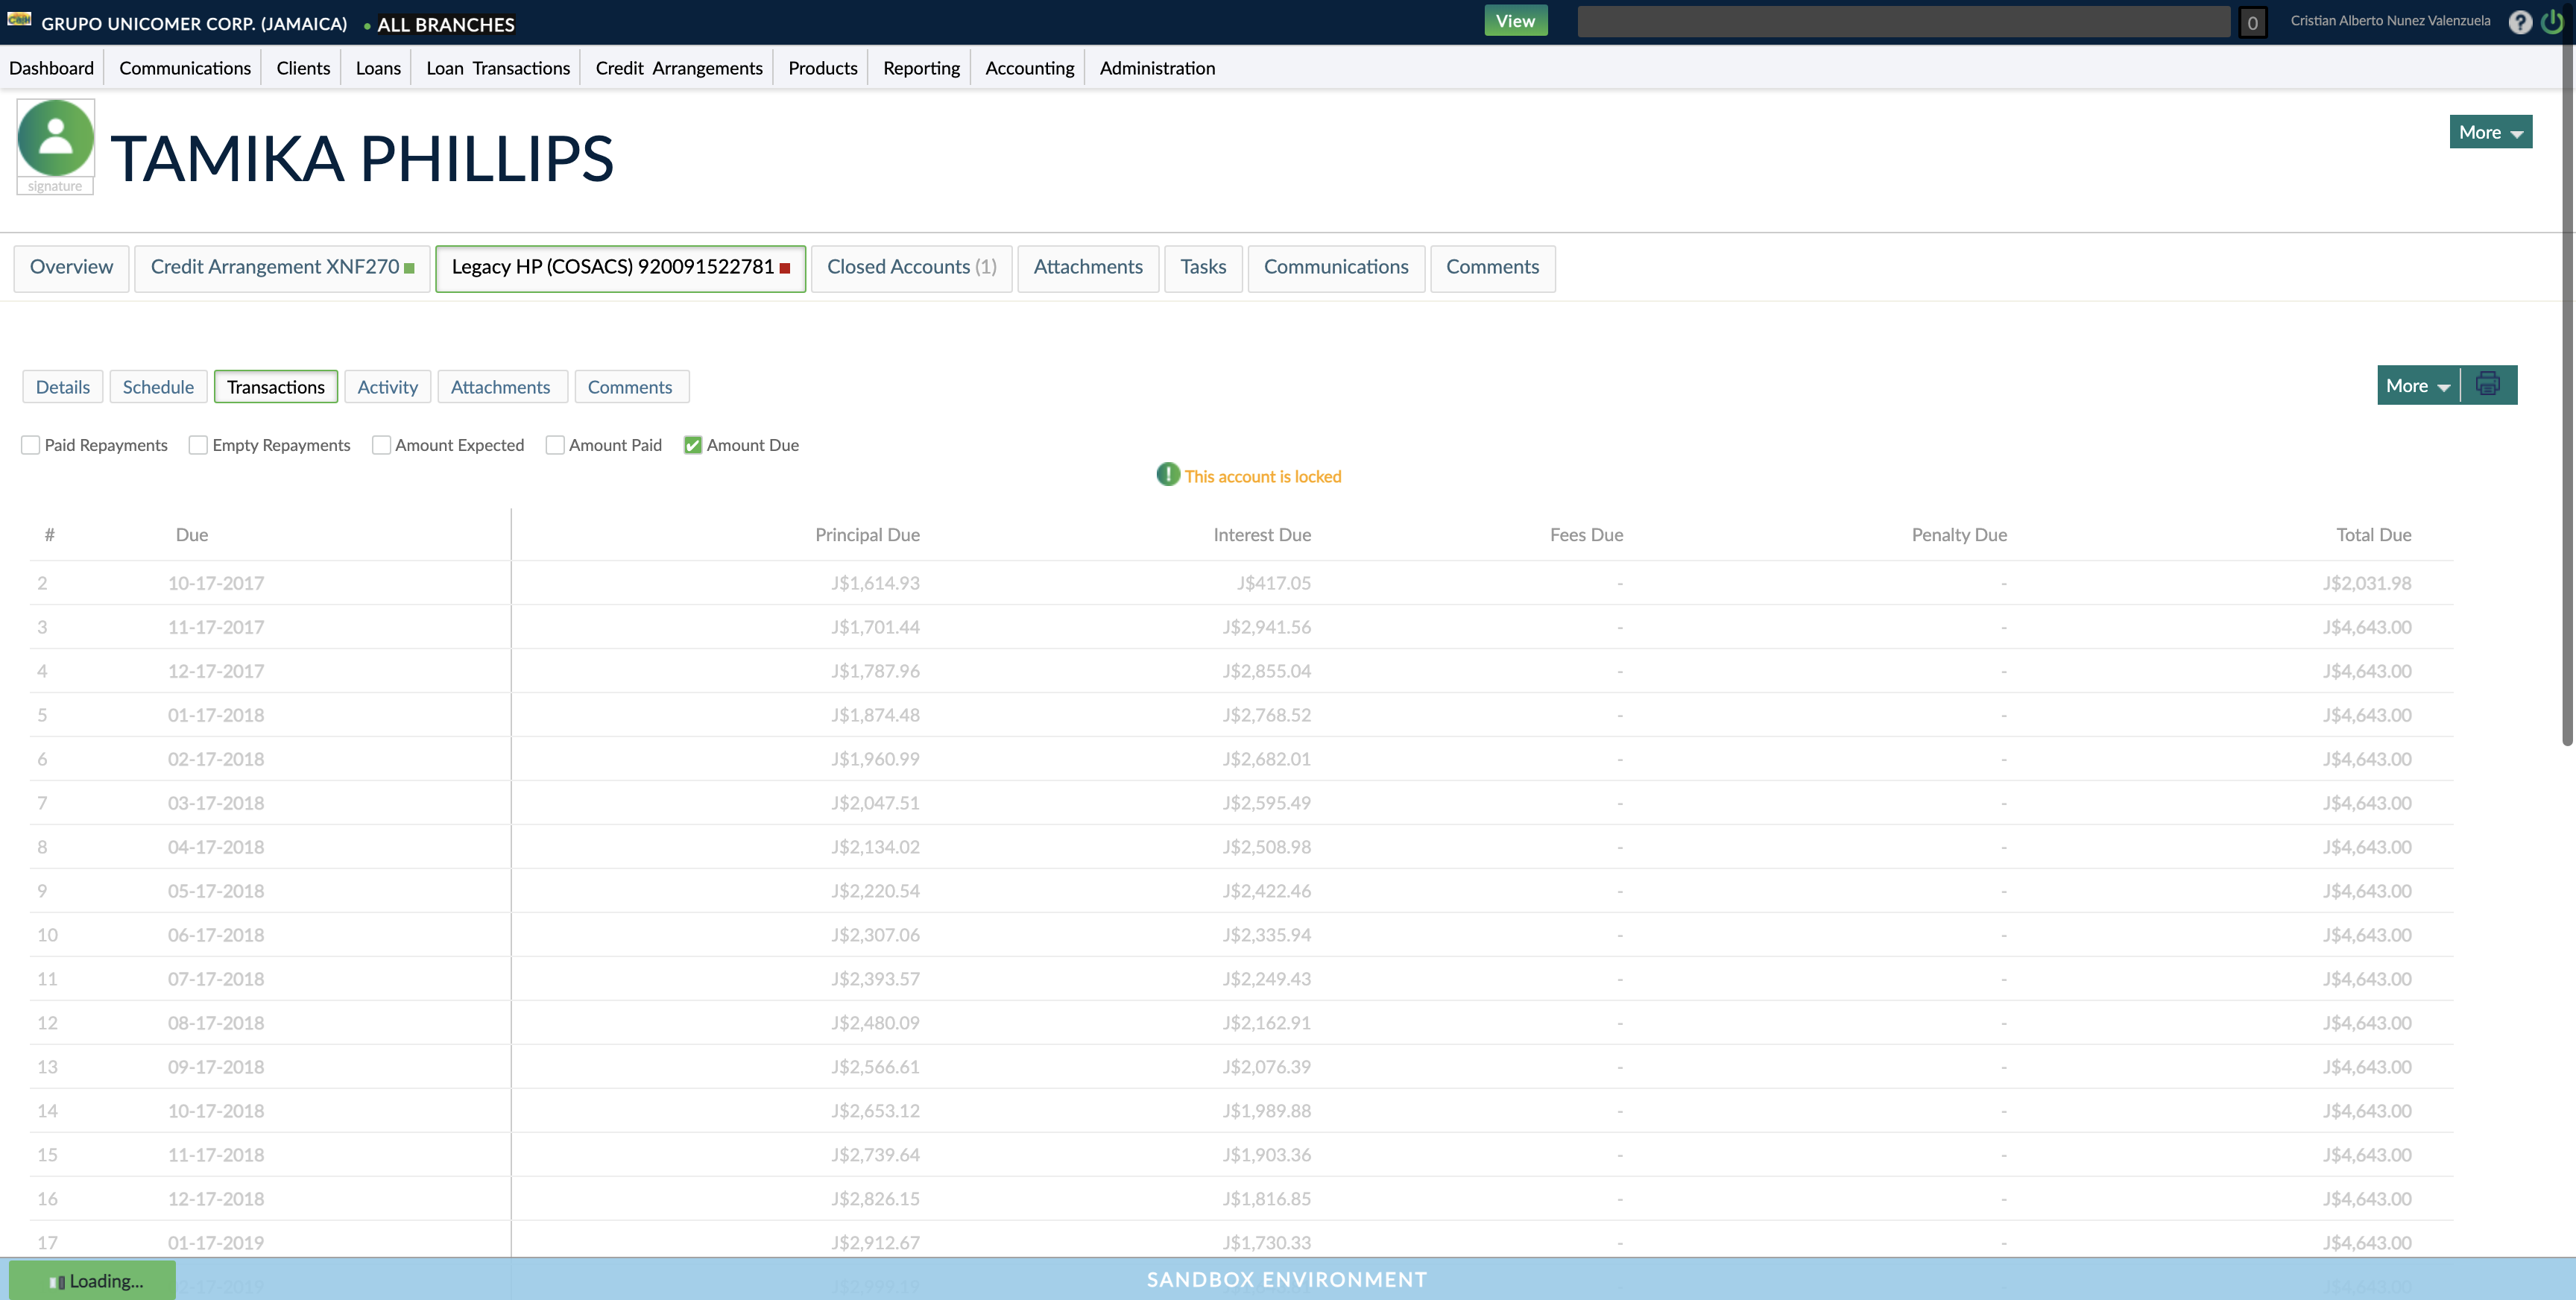 GRUPO UNICOMER CORP. (JAMAICA) • ALL BRANCHES View 0 Cristian Alberto Nunez Valenzuela ?
Dashboard Communications Clients Loans Loan Transactions Credit Arrangements Products Reporting Accounting Administration
TAMIKA PHILLIPS
More
signature
Overview Credit Arrangement XNF270 Legacy HP (COSACS) 920091522781 Closed Accounts (1) Attachments Tasks Communications Comments
Details Schedule Transactions Activity Attachments Comments More
Paid Repayments Empty Repayments Amount Expected Amount Paid Amount Due
This account is locked
# Due Principal Due Interest Due Fees Due Penalty Due Total Due
2 10-17-2017 J$1,614.93 J$417.05 - - J$2,031.98
3 11-17-2017 J$1,701.44 J$2,941.56 - - J$4,643.00
4 12-17-2017 J$1,787.96 J$2,855.04 - - J$4,643.00
5 01-17-2018 J$1,874.48 J$2,768.52 - - J$4,643.00
6 02-17-2018 J$1,960.99 J$2,682.01 - - J$4,643.00
7 03-17-2018 J$2,047.51 J$2,595.49 - - J$4,643.00
8 04-17-2018 J$2,134.02 J$2,508.98 - - J$4,643.00
9 05-17-2018 J$2,220.54 J$2,422.46 - - J$4,643.00
10 06-17-2018 J$2,307.06 J$2,335.94 - - J$4,643.00
11 07-17-2018 J$2,393.57 J$2,249.43 - - J$4,643.00
12 08-17-2018 J$2,480.09 J$2,162.91 - - J$4,643.00
13 09-17-2018 J$2,566.61 J$2,076.39 - - J$4,643.00
14 10-17-2018 J$2,653.12 J$1,989.88 - - J$4,643.00
15 11-17-2018 J$2,739.64 J$1,903.36 - - J$4,643.00
16 12-17-2018 J$2,826.15 J$1,816.85 - - J$4,643.00
17 01-17-2019 J$2,912.67 J$1,730.33 - - J$4,643.00
Loading... SANDBOX ENVIRONMENT